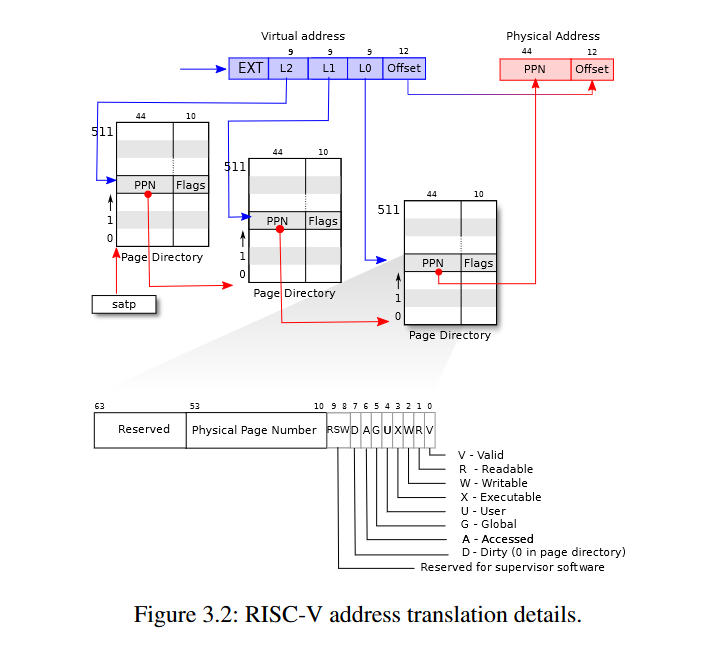 Virtual address
Physical Address
9 9 9 12
44 12
EXT L2 L1 L0 Offset
PPN Offset
44 10
511
PPN Flags
1
0
Page Directory
satp
44 10
511
PPN Flags
1
0
Page Directory
44 10
511
PPN Flags
1
0
Page Directory
63 53 10 9 8 7 6 5 4 3 2 1 0
Reserved Physical Page Number RSW D A G U X W R V
V - Valid
R - Readable
W - Writable
X - Executable
U - User
G - Global
A - Accessed
D - Dirty (0 in page directory)
Reserved for supervisor software
Figure 3.2: RISC-V address translation details.